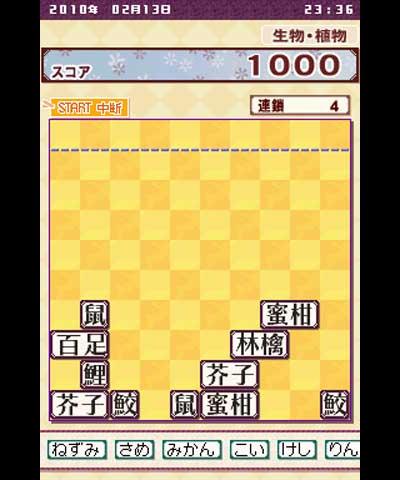 2010年 02月13日 23:36
生物・植物
スコア 1000
START 中断 連鎖 4
鼠 蜜柑
百足 林檎
鯉 芥子
芥子 鮫 鼠 蜜柑 鮫
ねずみ さめ みかん こい けし りん